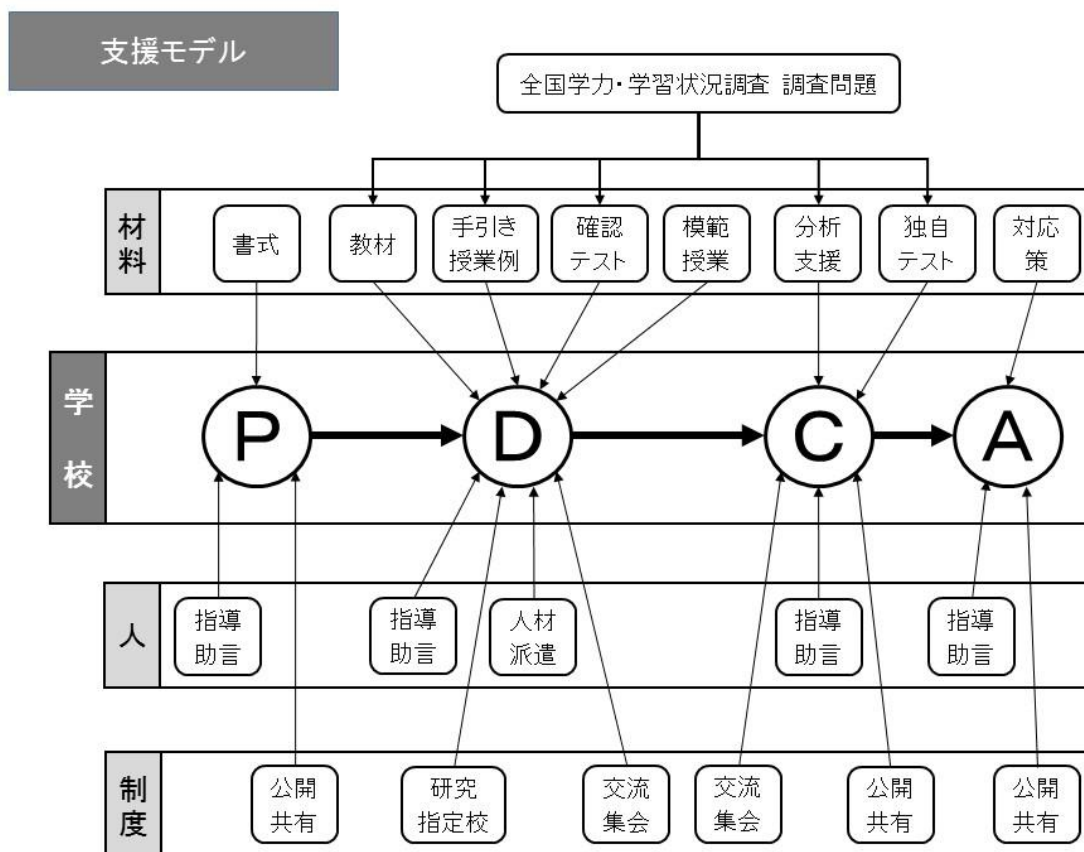 支援モデル
全国学力・学習状況調査 調査問題
材料
書式
教材
手引き
授業例
確認
テスト
模範
授業
分析
支援
独自
テスト
対応
策
学校
P
D
C
A
人
指導
助言
指導
助言
人材
派遣
指導
助言
指導
助言
制度
公開
共有
研究
指定校
交流
集会
交流
集会
公開
共有
公開
共有